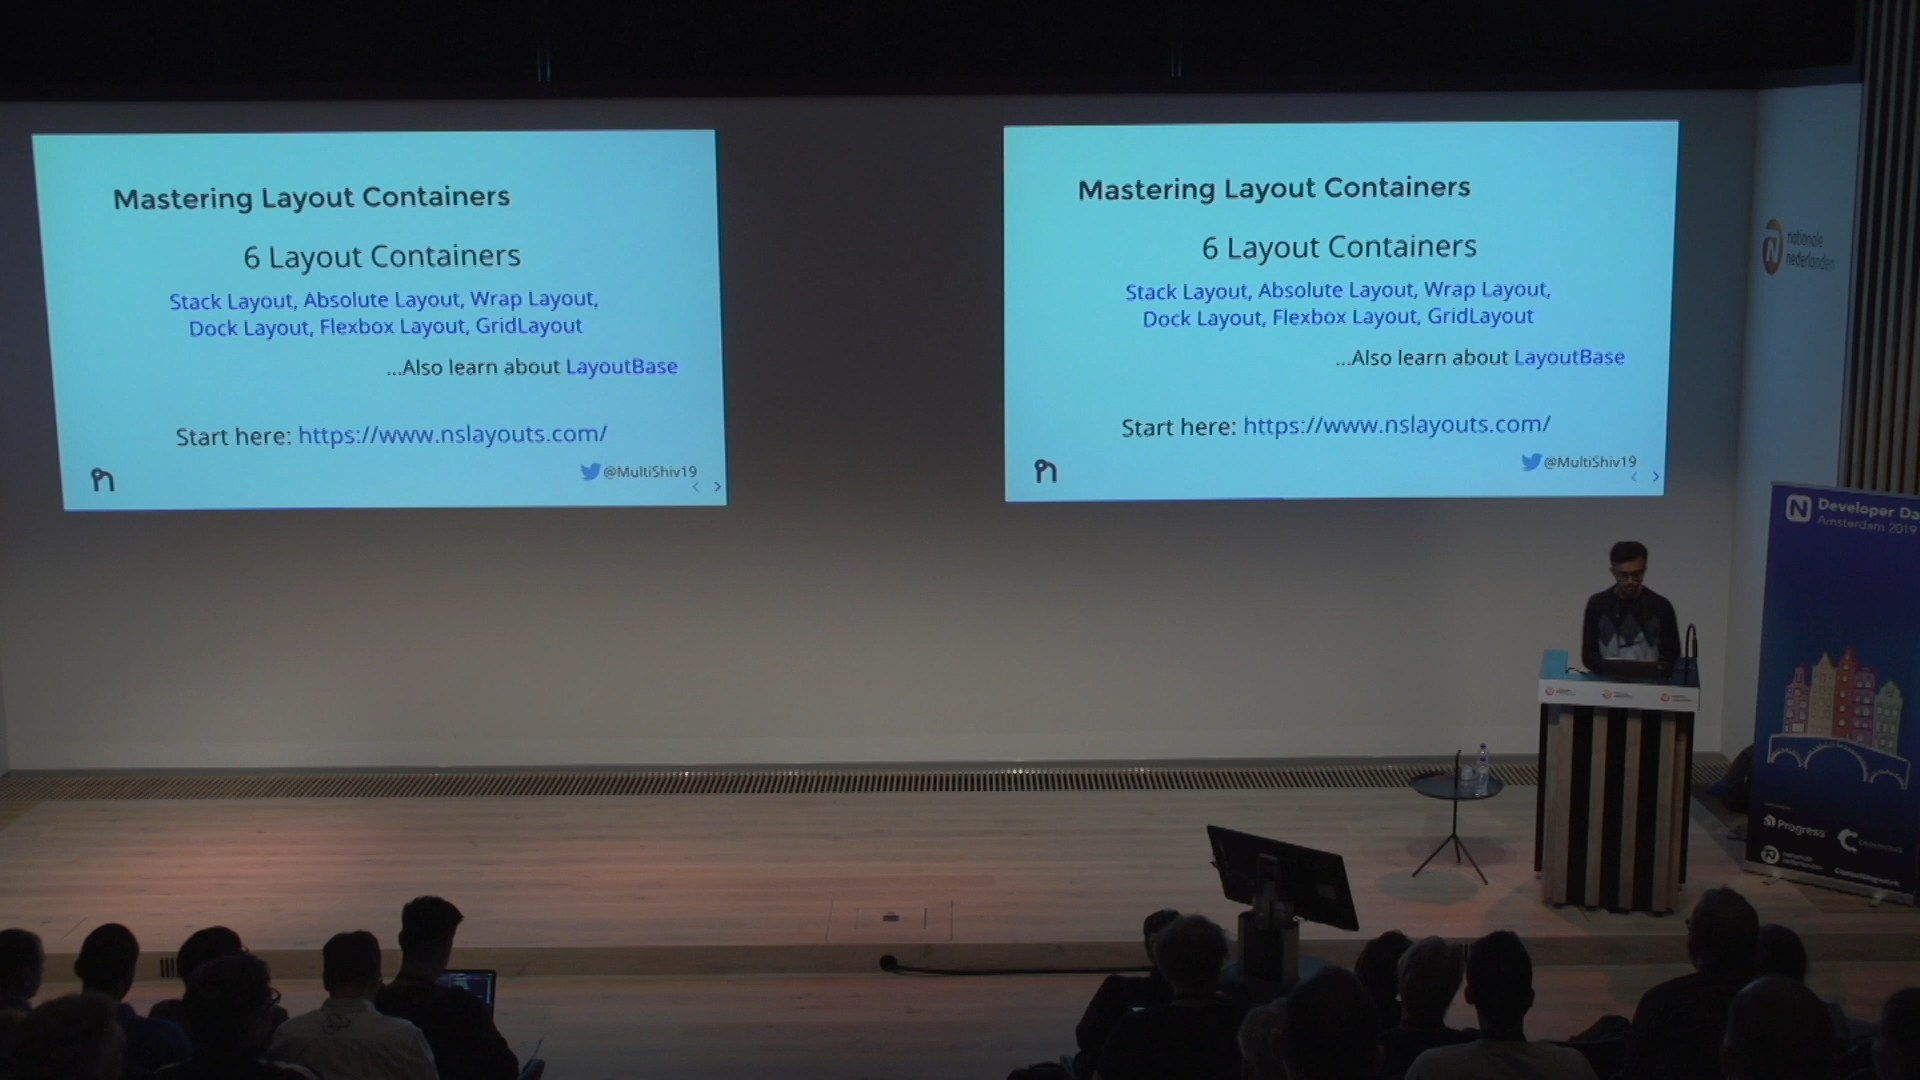 Mastering Layout Containers
6 Layout Containers
Stack Layout, Absolute Layout, Wrap Layout,
Dock Layout, Flexbox Layout, GridLayout
...Also learn about LayoutBase
Start here: https://www.nslayouts.com/
@MultiShiv19
Mastering Layout Containers
6 Layout Containers
Stack Layout, Absolute Layout, Wrap Layout,
Dock Layout, Flexbox Layout, GridLayout
...Also learn about LayoutBase
Start here: https://www.nslayouts.com/
@MultiShiv19
nationale
nederlanden
N Developer Da
Amsterdam 2019
Progress
nationale
nederlanden